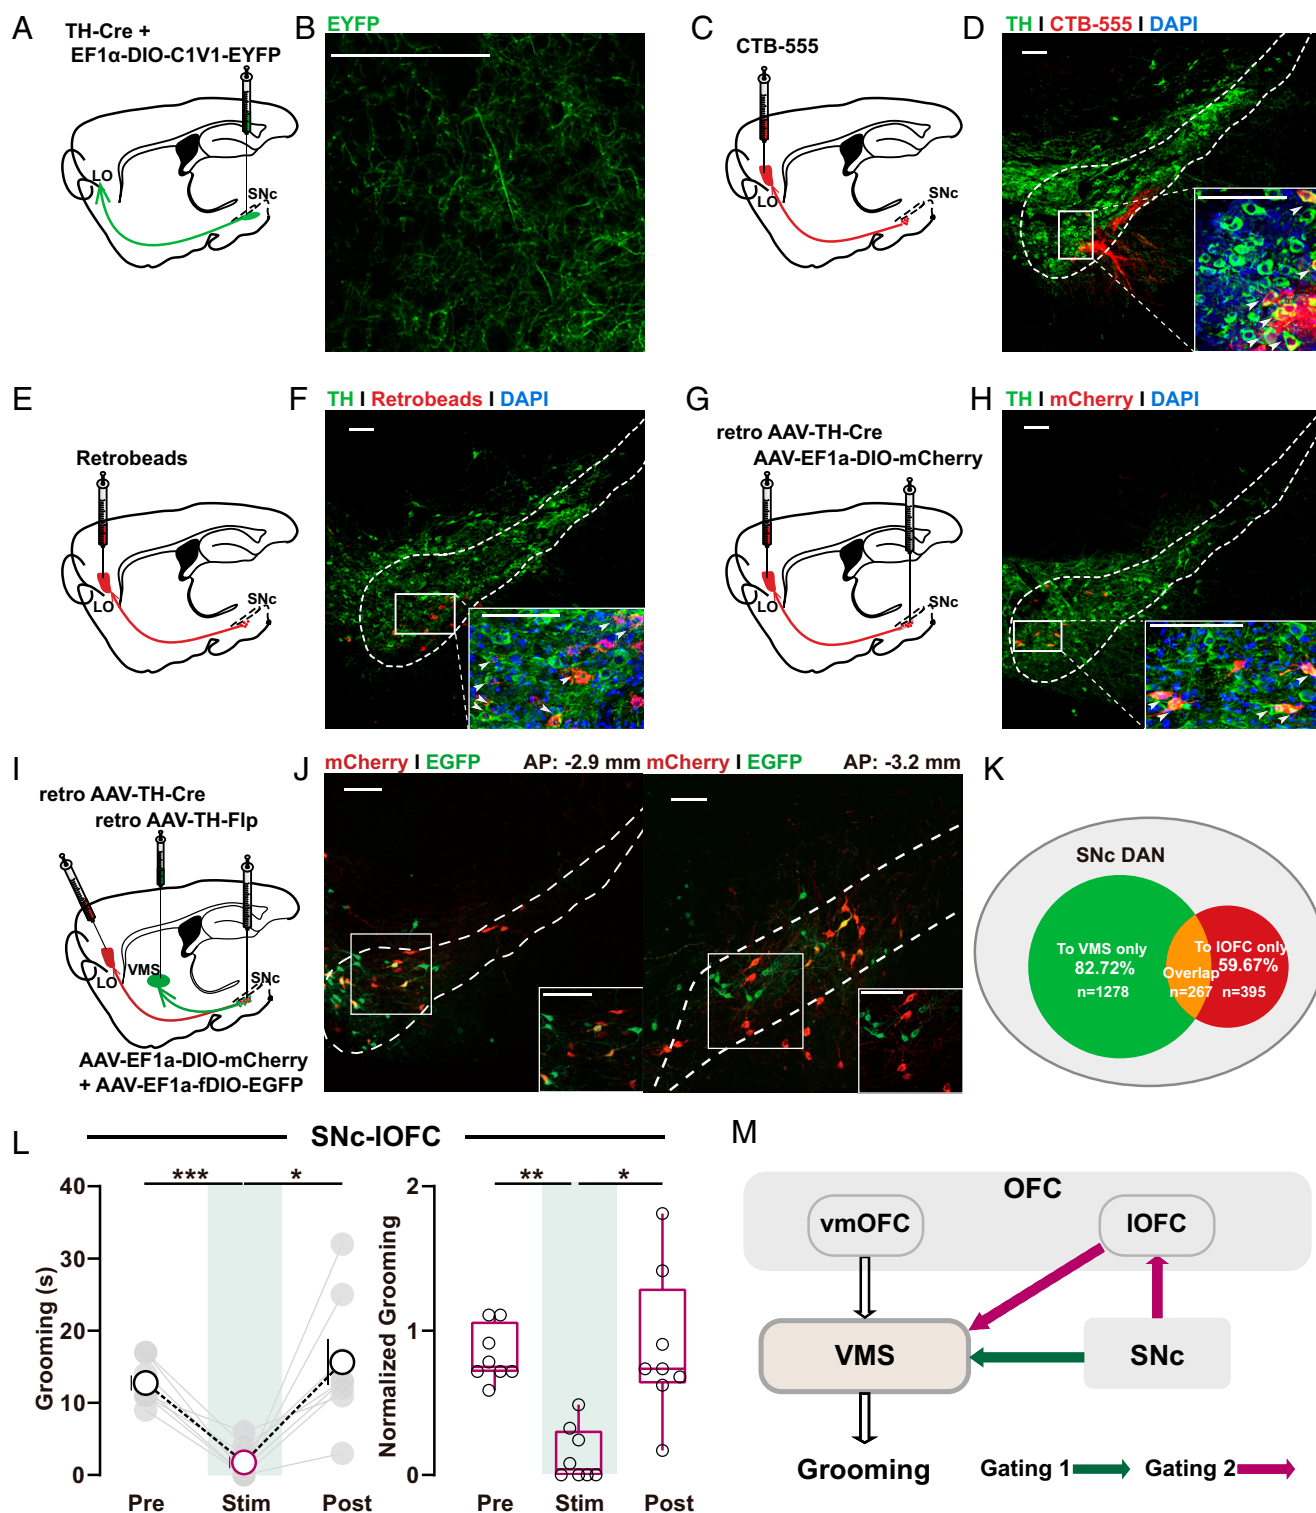 A
TH-Cre +
EF1α-DIO-C1V1-EYFP
LO
SNc
B
EYFP
C
CTB-555
LO
SNc
D
TH I CTB-555 I DAPI
E
Retrobeads
LO
SNc
F
TH I Retrobeads I DAPI
G
retro AAV-TH-Cre
AAV-EF1a-DIO-mCherry
LO
SNc
H
TH I mCherry I DAPI
I
retro AAV-TH-Cre
retro AAV-TH-Flp
LO
VMS
SNc
AAV-EF1a-DIO-mCherry
+ AAV-EF1a-fDIO-EGFP
J
mCherry I EGFP AP: -2.9 mm
mCherry I EGFP AP: -3.2 mm
K
SNc DAN
To VMS only
82.72%
n=1278
Overlap
n=267
To lOFC only
59.67%
n=395
L
SNc-lOFC
*** *
40
30
20
10
0
Grooming (s)
Pre Stim Post
** *
2
1
0
Normalized Grooming
Pre Stim Post
M
OFC
vmOFC
lOFC
VMS
SNc
Grooming
Gating 1
Gating 2